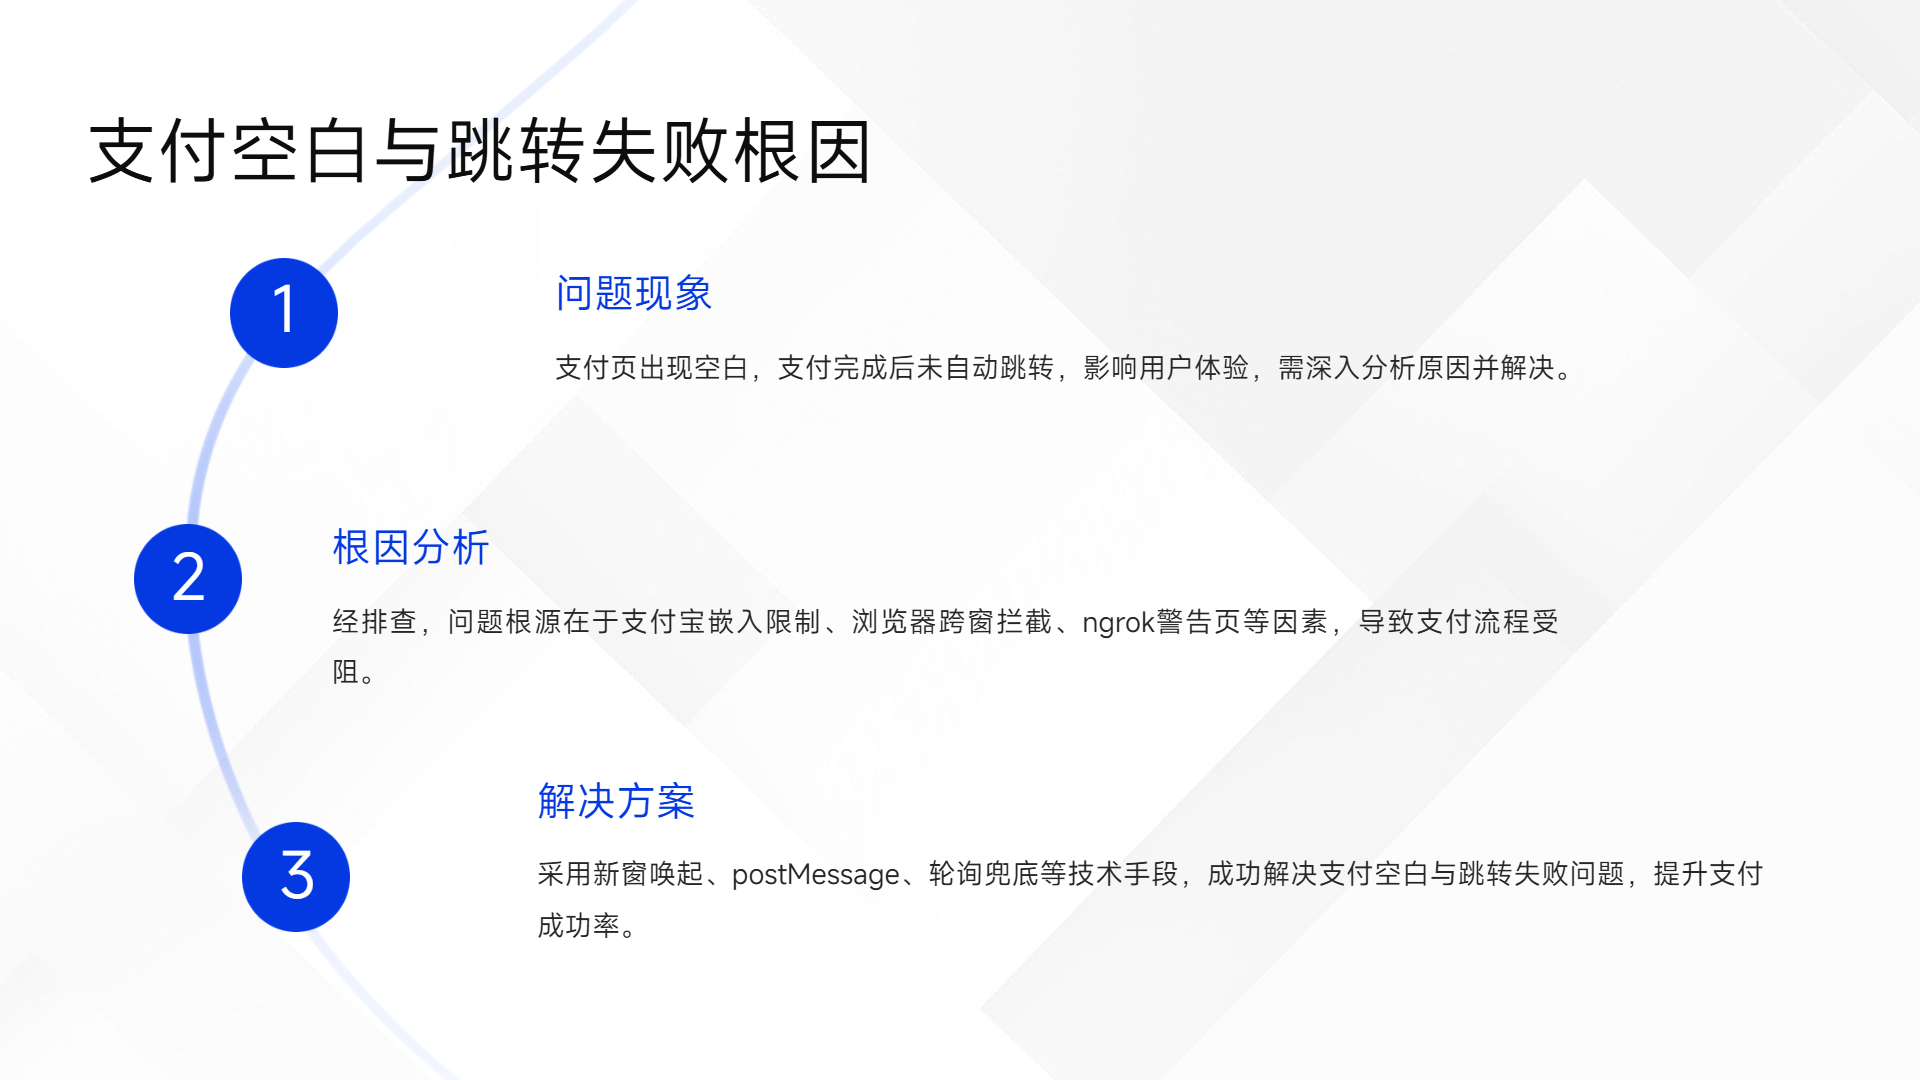 支付空白与跳转失败根因
1
问题现象
支付页出现空白，支付完成后未自动跳转，影响用户体验，需深入分析原因并解决。
2
根因分析
经排查，问题根源在于支付宝嵌入限制、浏览器跨窗拦截、ngrok警告页等因素，导致支付流程受
阻。
3
解决方案
采用新窗唤起、postMessage、轮询兜底等技术手段，成功解决支付空白与跳转失败问题，提升支付
成功率。